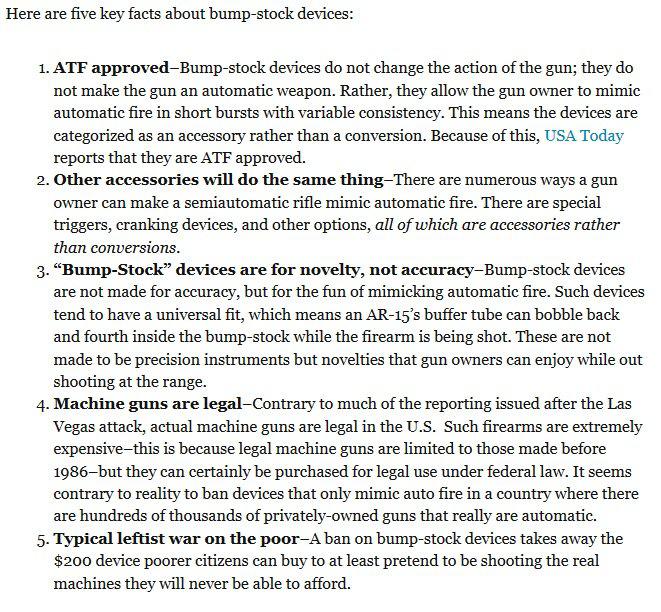 Here are five key facts about bump-stock devices:
1. ATF approved–Bump-stock devices do not change the action of the gun; they do
not make the gun an automatic weapon. Rather, they allow the gun owner to mimic
automatic fire in short bursts with variable consistency. This means the devices are
categorized as an accessory rather than a conversion. Because of this, USA Today
reports that they are ATF approved.
2. Other accessories will do the same thing–There are numerous ways a gun
owner can make a semiautomatic rifle mimic automatic fire. There are special
triggers, cranking devices, and other options, all of which are accessories rather
than conversions.
3. “Bump-Stock” devices are for novelty, not accuracy–Bump-stock devices
are not made for accuracy, but for the fun of mimicking automatic fire. Such devices
tend to have a universal fit, which means an AR-15’s buffer tube can bobble back
and fourth inside the bump-stock while the firearm is being shot. These are not
made to be precision instruments but novelties that gun owners can enjoy while out
shooting at the range.
4. Machine guns are legal–Contrary to much of the reporting issued after the Las
Vegas attack, actual machine guns are legal in the U.S. Such firearms are extremely
expensive–this is because legal machine guns are limited to those made before
1986–but they can certainly be purchased for legal use under federal law. It seems
contrary to reality to ban devices that only mimic auto fire in a country where there
are hundreds of thousands of privately-owned guns that really are automatic.
5. Typical leftist war on the poor–A ban on bump-stock devices takes away the
$200 device poorer citizens can buy to at least pretend to be shooting the real
machines they will never be able to afford.